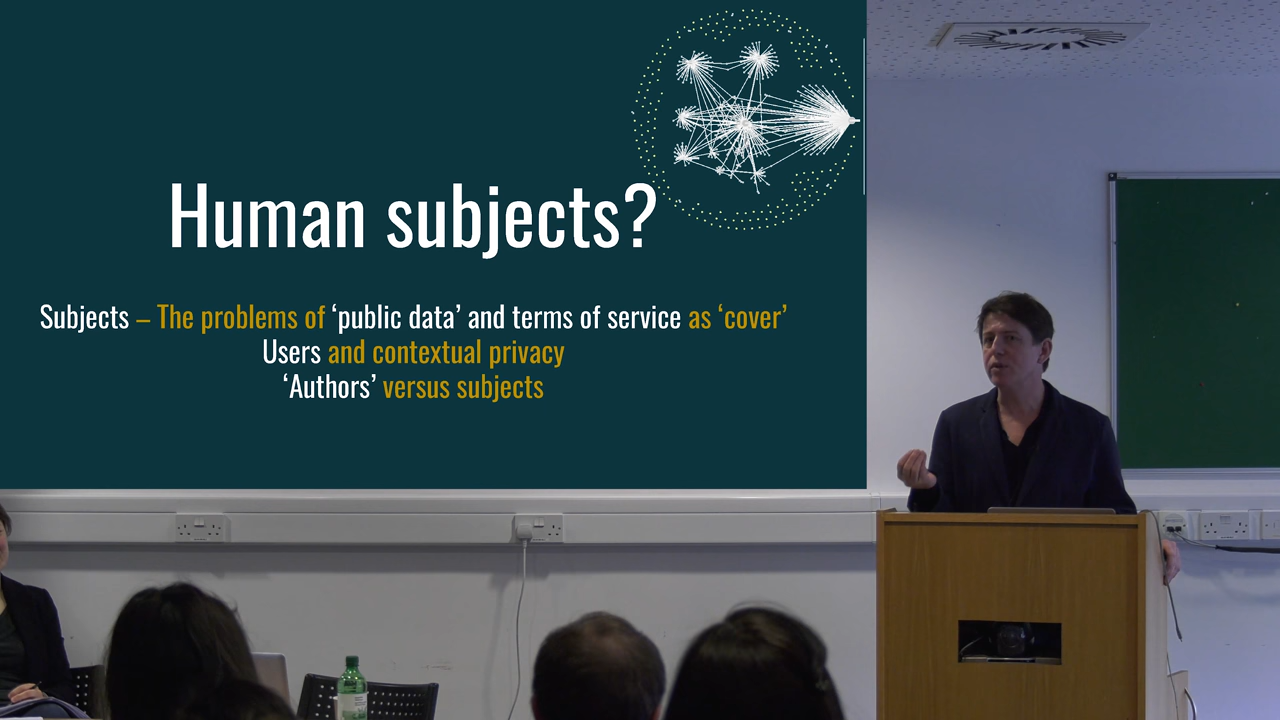 Human subjects?
Subjects – The problems of ‘public data’ and terms of service as ‘cover’
Users and contextual privacy
‘Authors’ versus subjects